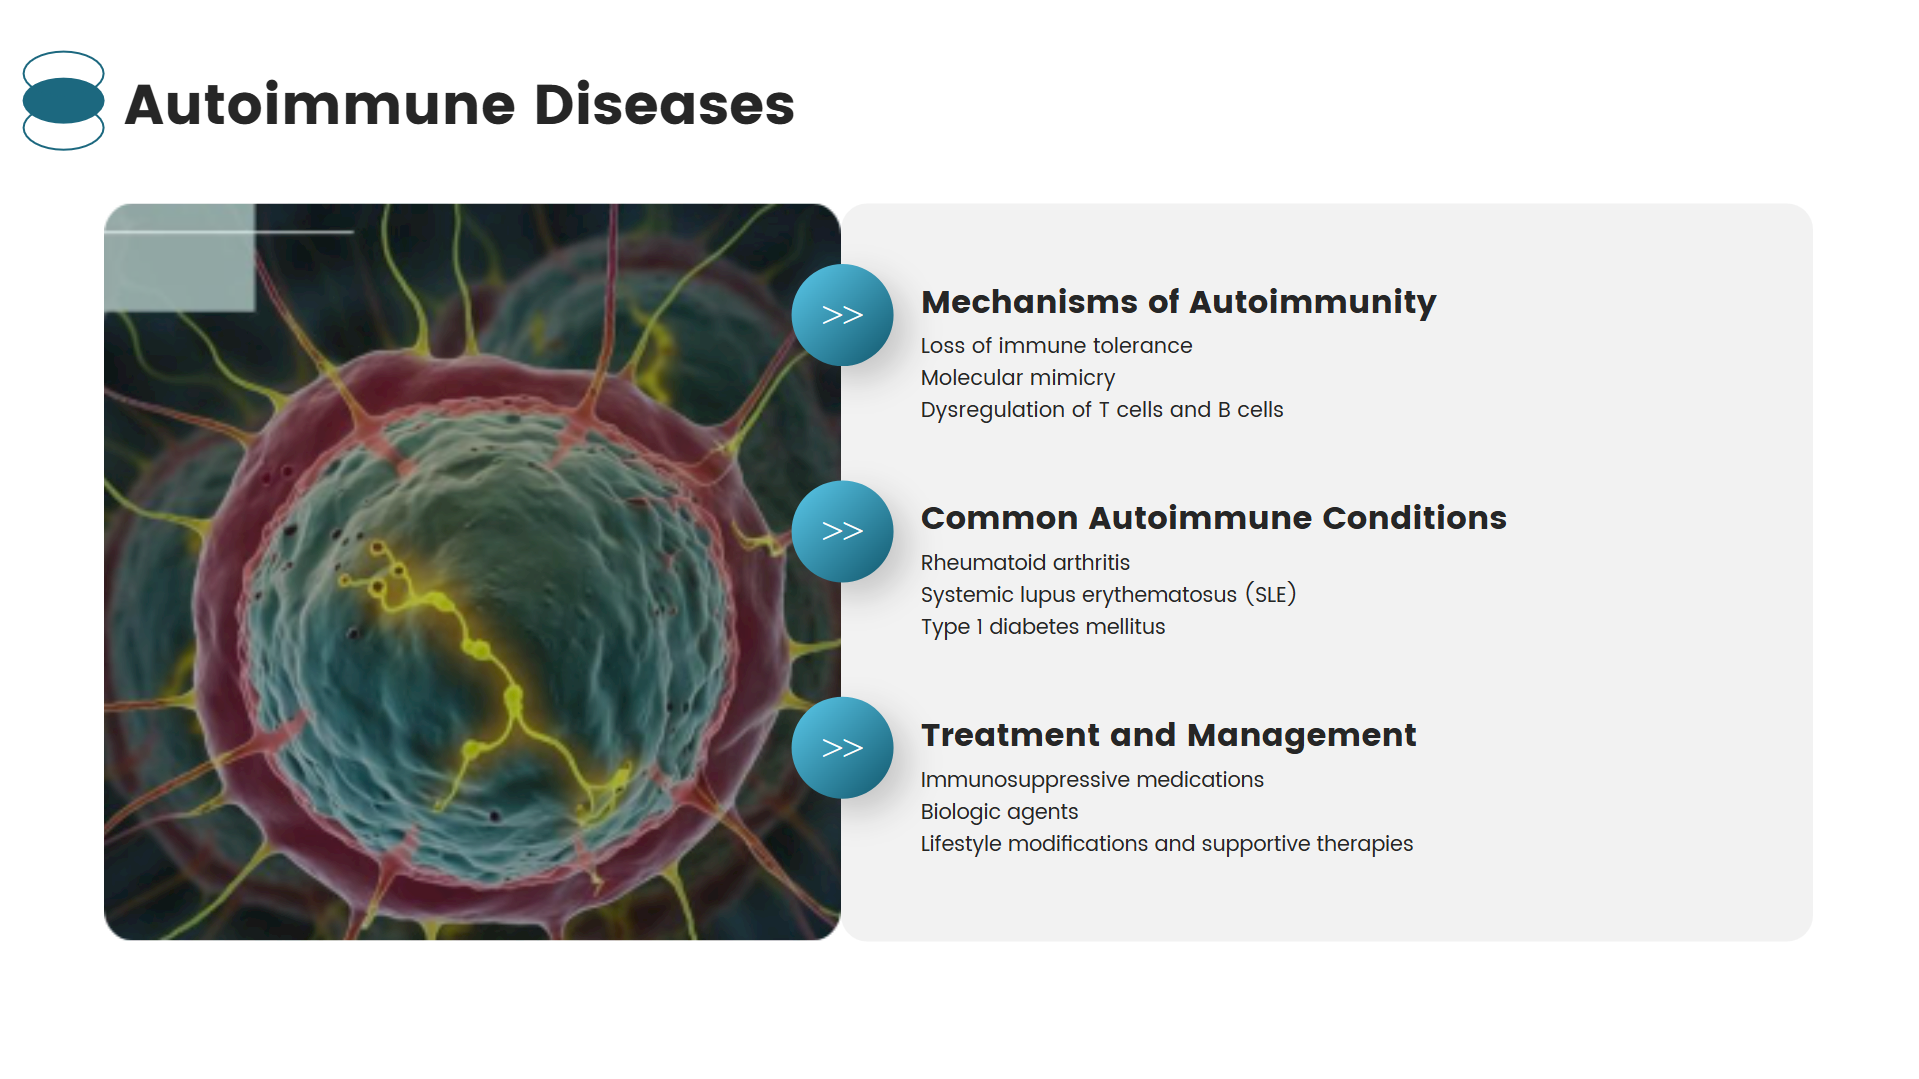 Autoimmune Diseases
>>
Mechanisms of Autoimmunity
Loss of immune tolerance
Molecular mimicry
Dysregulation of T cells and B cells
>>
Common Autoimmune Conditions
Rheumatoid arthritis
Systemic lupus erythematosus (SLE)
Type 1 diabetes mellitus
>>
Treatment and Management
Immunosuppressive medications
Biologic agents
Lifestyle modifications and supportive therapies